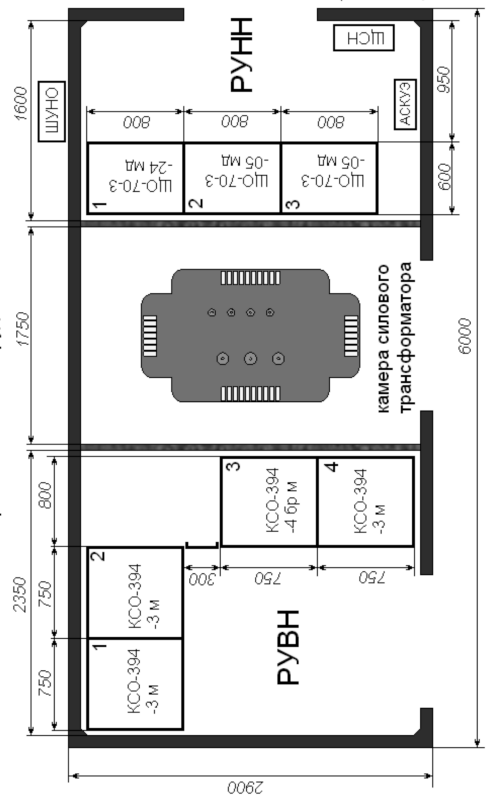 2350
1750
1600
750
750
800
ШУНО
1
КСО-394
-3 м
2
КСО-394
-3 м
300
3
КСО-394
-4 бр м
4
КСО-394
-3 м
750
750
РУВН
камера силового
трансформатора
1
ЩО-70-3
-24 мд
2
ЩО-70-3
-05 мд
3
ЩО-70-3
-05 мд
800
800
800
РУНН
ЩСН
АСКУЭ
600
950
2900
6000